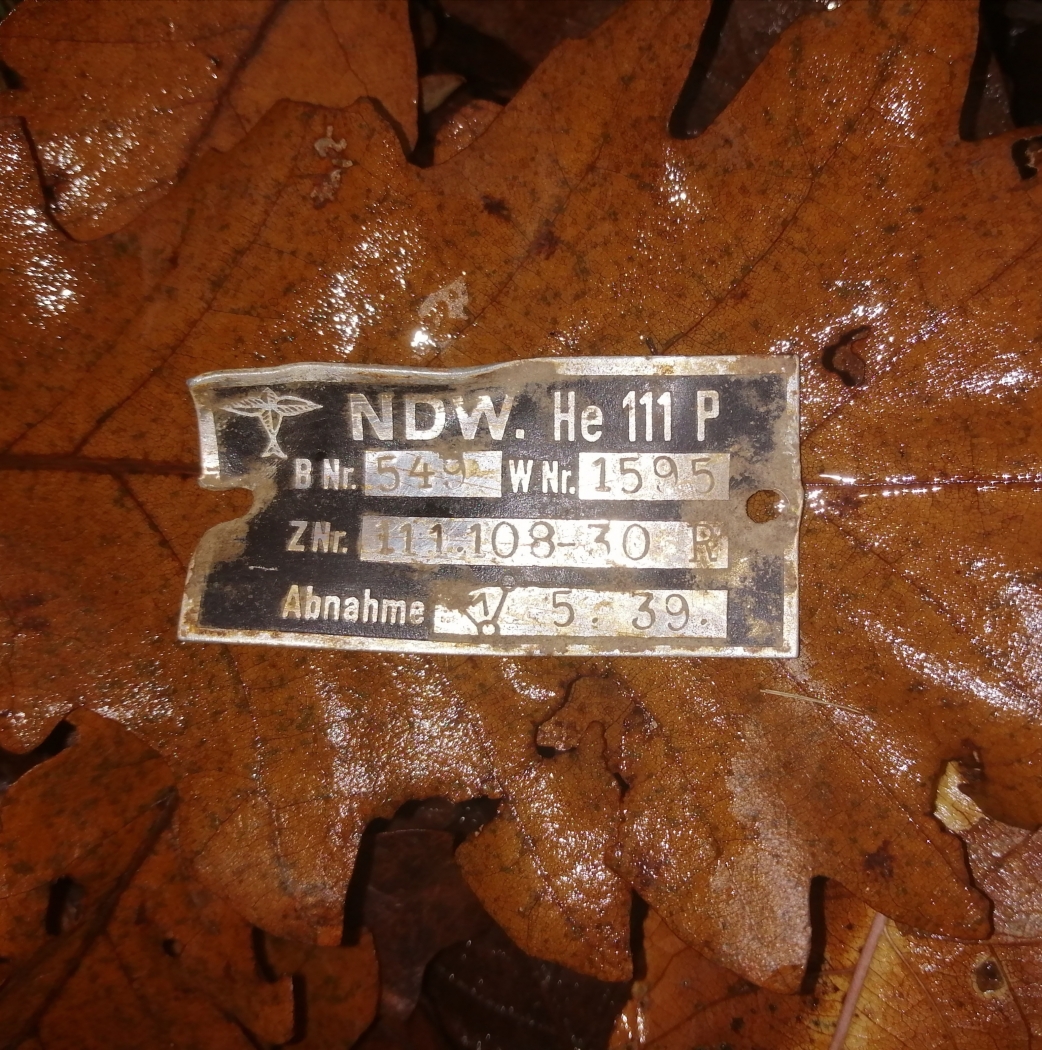 NDW. He 111 P
B Nr. 549- W Nr. 1595
Z Nr. 111.108-30 R
Abnahme 5. 39.